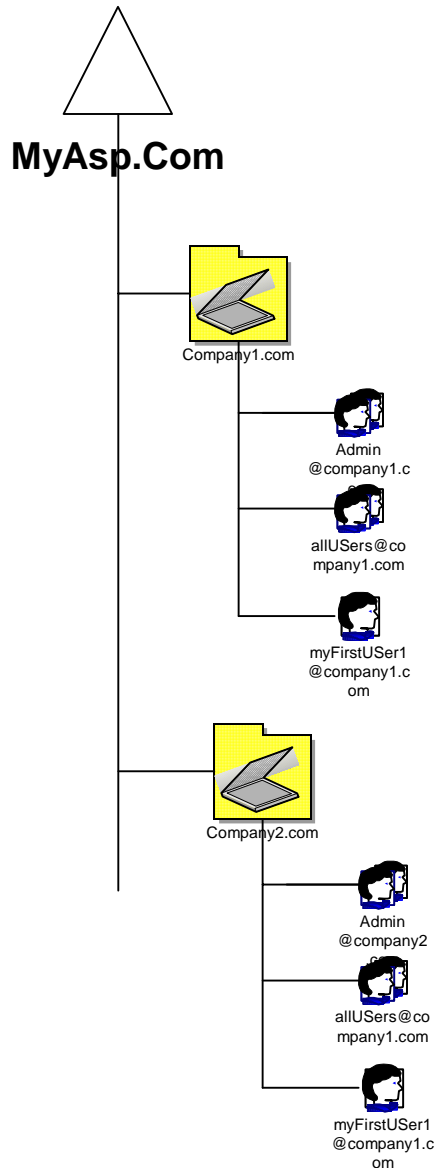 MyAsp.Com
Company1.com
Admin
@company1.c
allUSers@co
mpany1.com
myFirstUSer1
@company1.c
om
Company2.com
Admin
@company2
allUSers@co
mpany1.com
myFirstUSer1
@company1.c
om